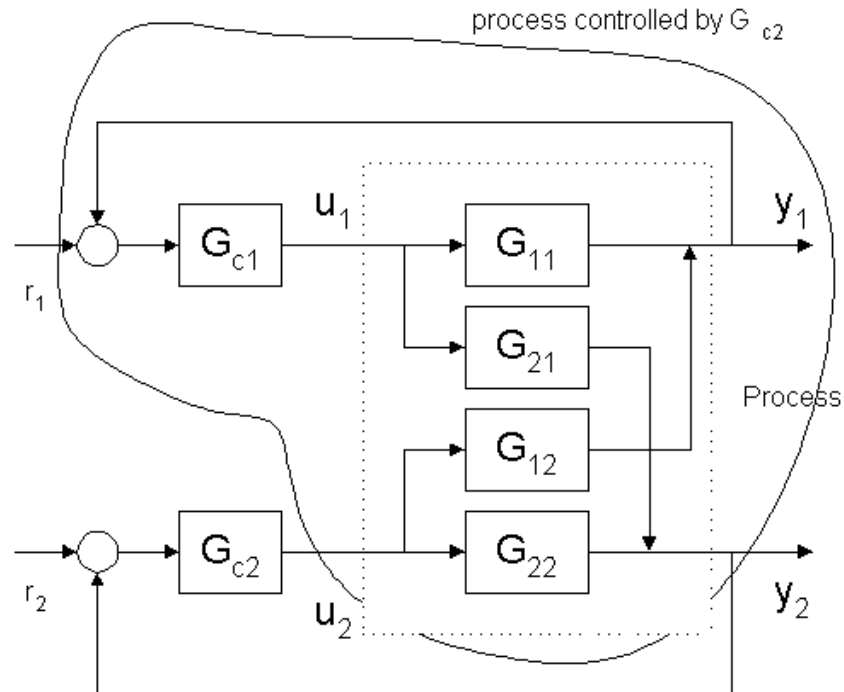 process controlled by G c2
u1
y1
Gc1
G11
r1
G21
Process
G12
Gc2
G22
r2
u2
y2